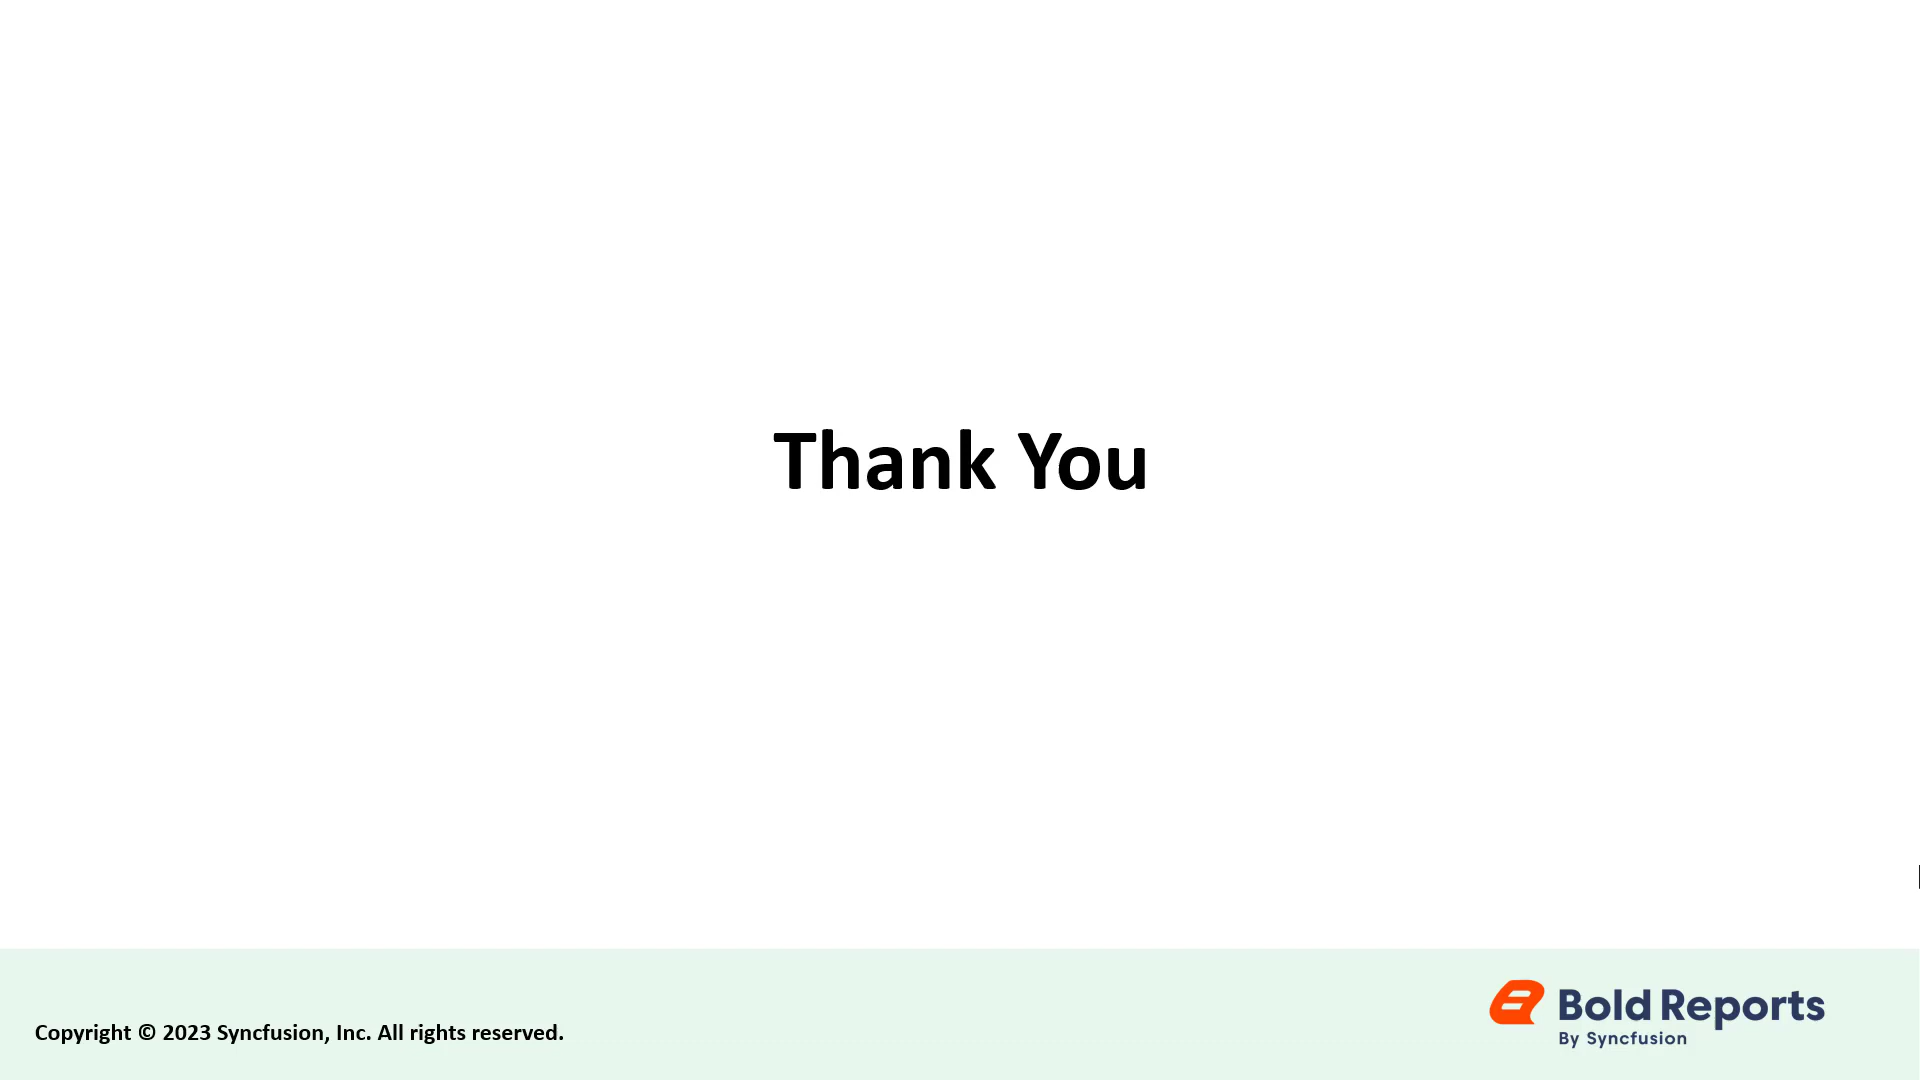 Thank You
Copyright © 2023 Syncfusion, Inc. All rights reserved.
Bold Reports
By Syncfusion